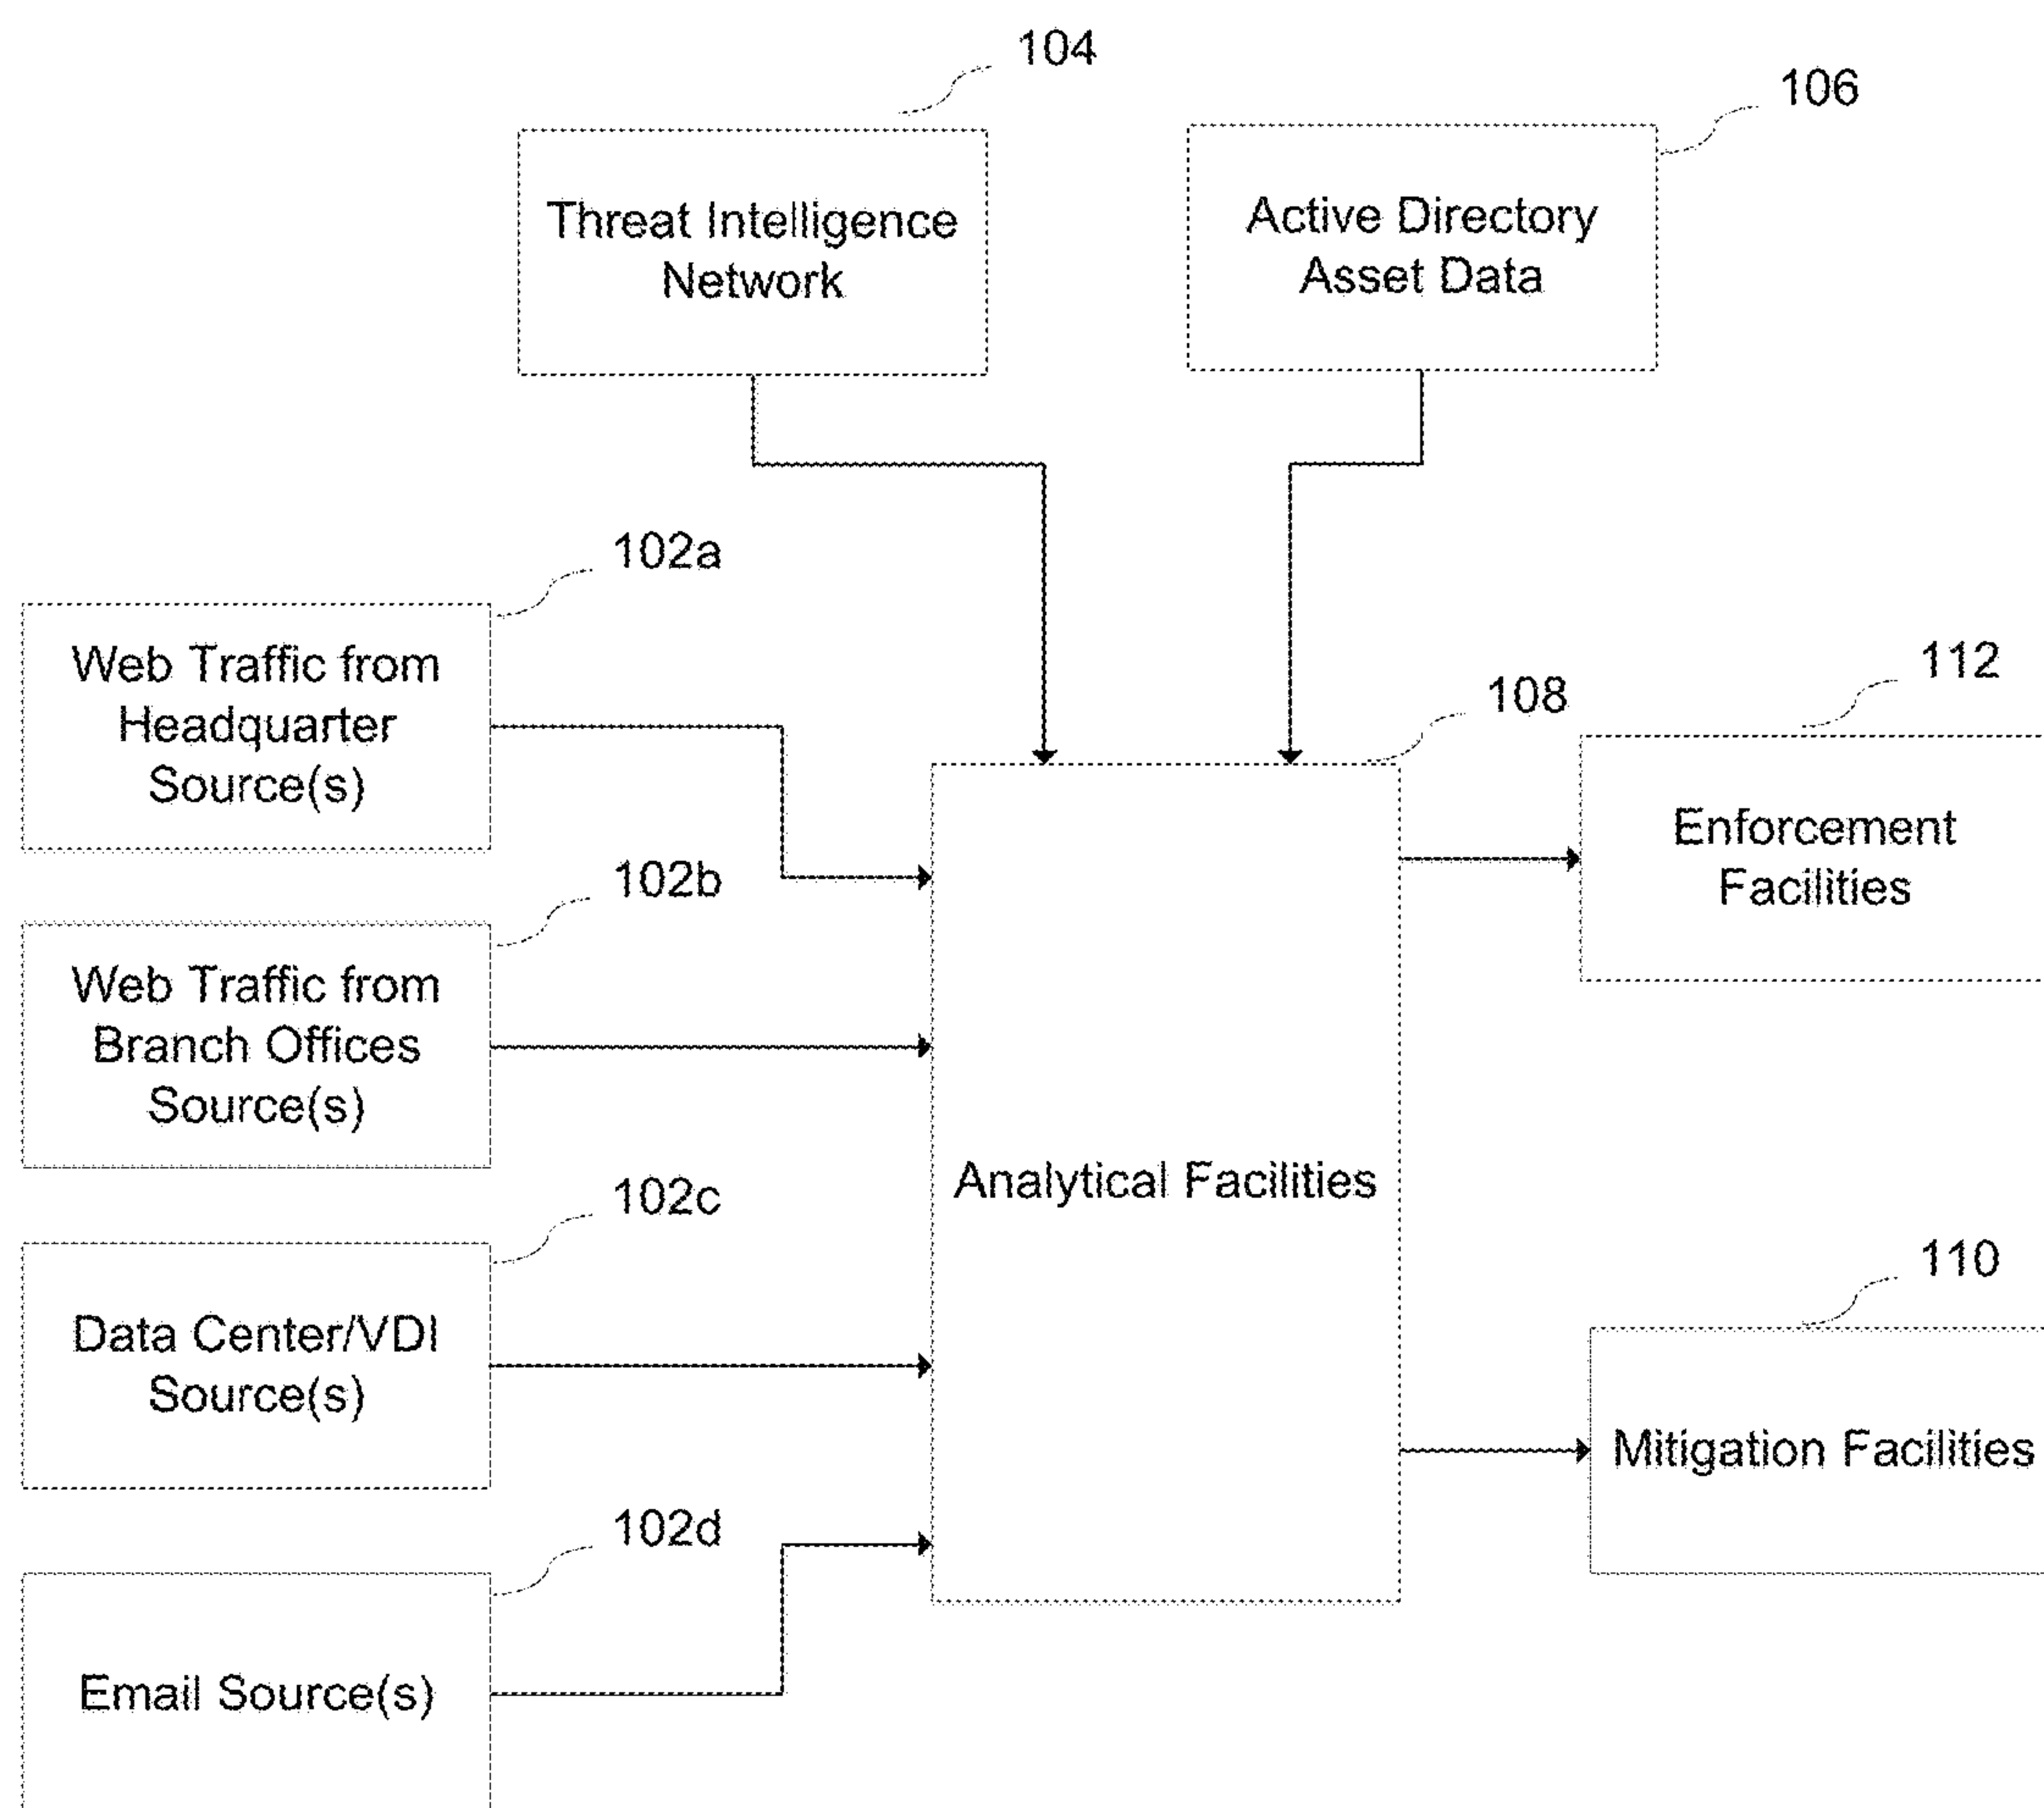 104
106
Threat Intelligence
Network
Active Directory
Asset Data
102a
Web Traffic from
Headquarter
Source(s)
112
108
Enforcement
Facilities
102b
Web Traffic from
Branch Offices
Source(s)
Analytical Facilities
102c
Data Center/VDI
Source(s)
110
Mitigation Facilities
102d
Email Source(s)